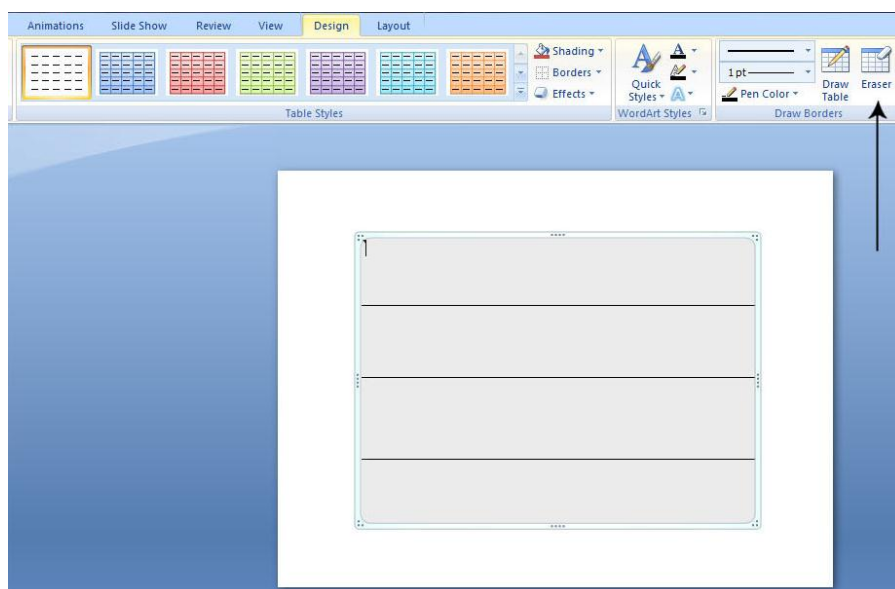 Animations Slide Show Review View Design Layout
Shading
Borders
Effects
Quick
Styles
A
A
1 pt
Pen Color
Draw
Table
Eraser
Table Styles WordArt Styles Draw Borders